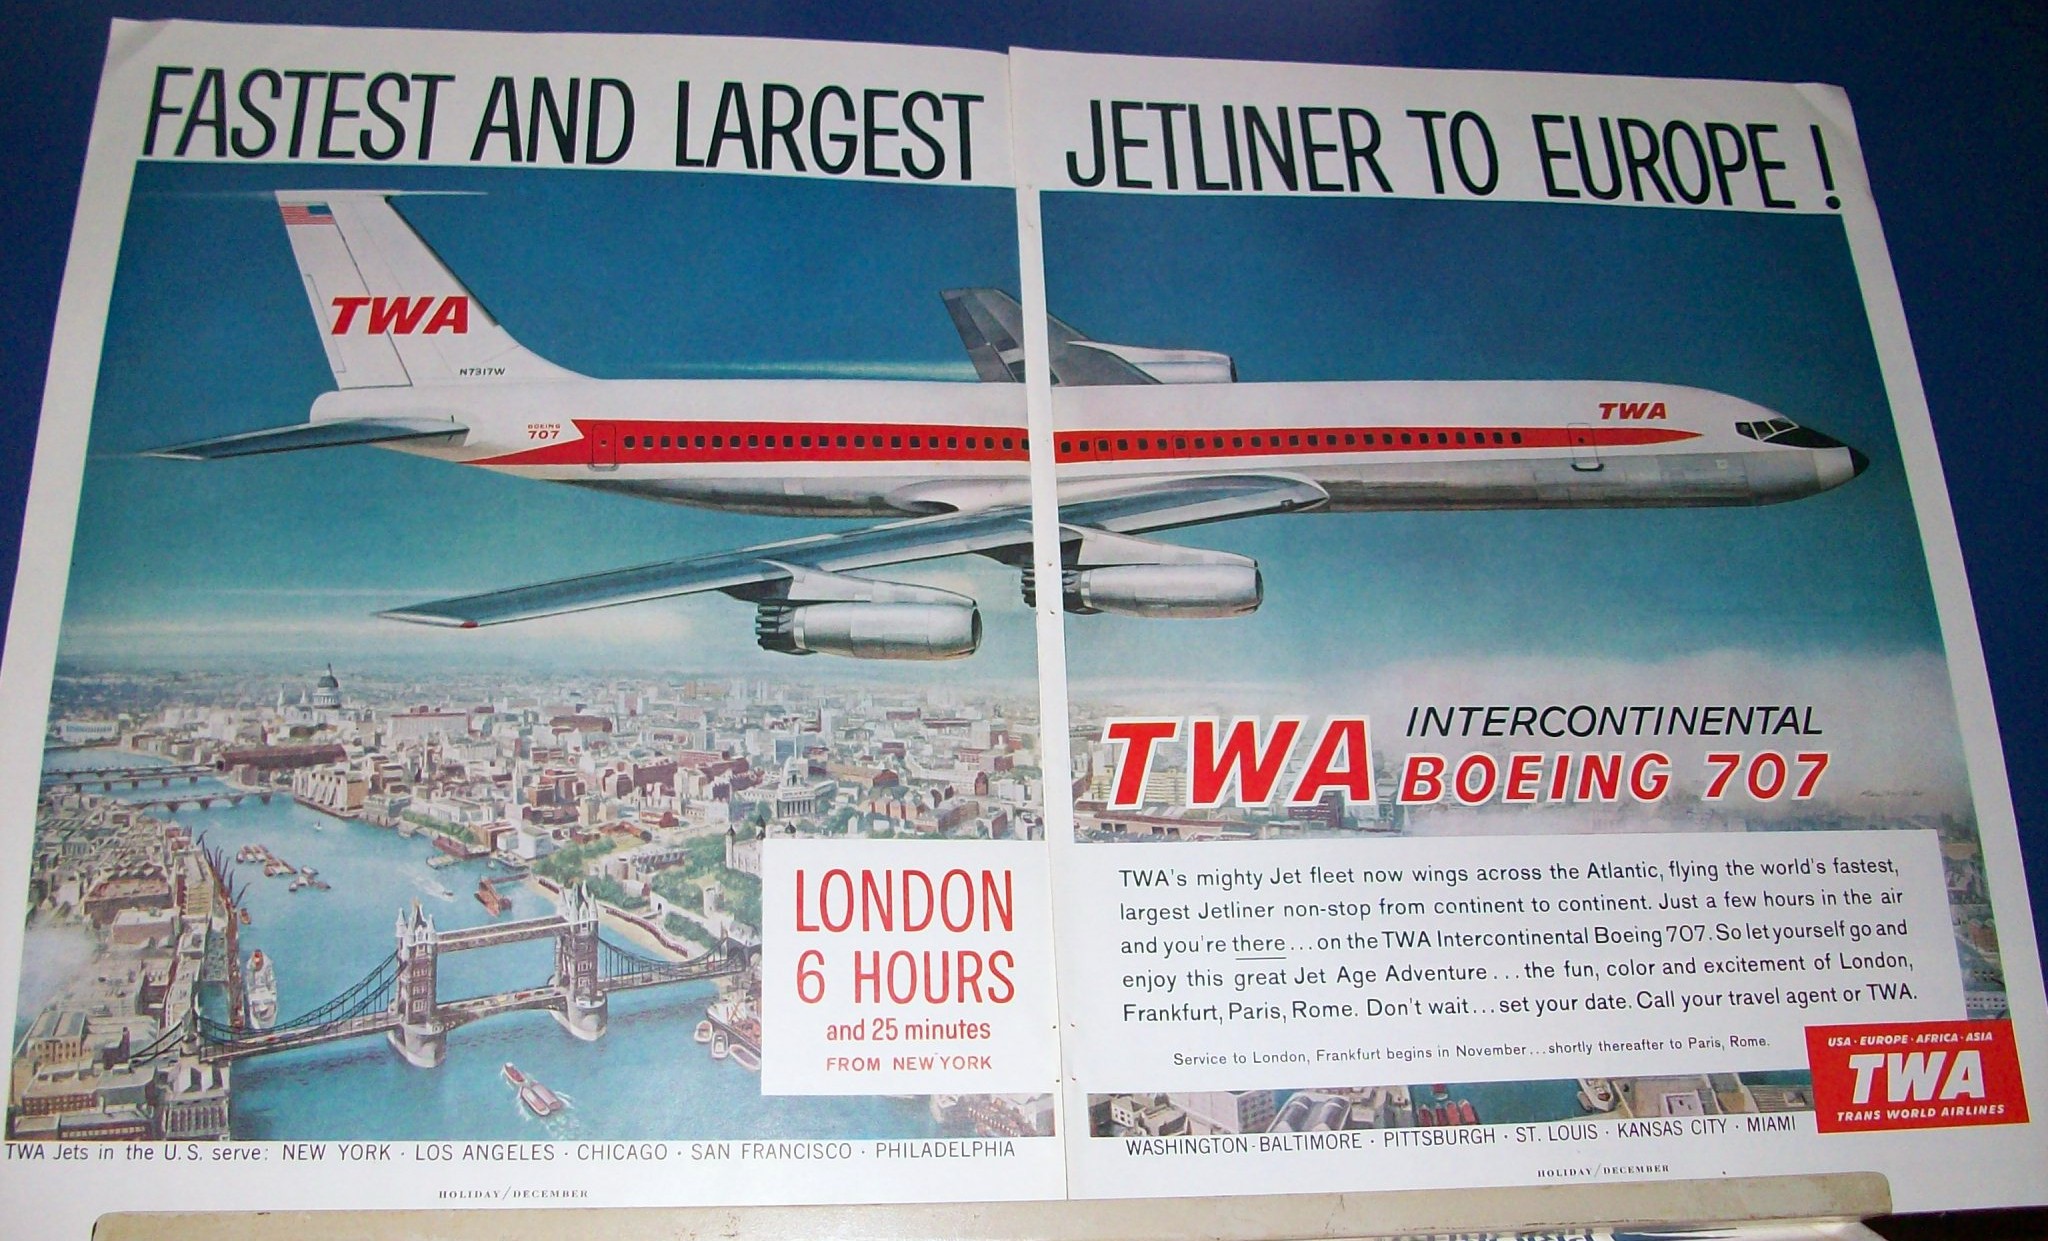 FASTEST AND LARGEST JETLINER TO EUROPE!
TWA
N7317W
BOEING
707
TWA
TWA INTERCONTINENTAL
BOEING 707
LONDON
6 HOURS
and 25 minutes
FROM NEW YORK
TWA's mighty Jet fleet now wings across the Atlantic, flying the world's fastest,
largest Jetliner non-stop from continent to continent. Just a few hours in the air
and you're there...on the TWA Intercontinental Boeing 707. So let yourself go and
enjoy this great Jet Age Adventure...the fun, color and excitement of London,
Frankfurt, Paris, Rome. Don't wait...set your date. Call your travel agent or TWA.
Service to London, Frankfurt begins in November...shortly thereafter to Paris, Rome.
USA·EUROPE·AFRICA·ASIA
TWA
TRANS WORLD AIRLINES
TWA Jets in the U.S. serve: NEW YORK · LOS ANGELES · CHICAGO · SAN FRANCISCO · PHILADELPHIA
WASHINGTON-BALTIMORE · PITTSBURGH · ST. LOUIS · KANSAS CITY · MIAMI
HOLIDAY/DECEMBER
HOLIDAY/DECEMBER